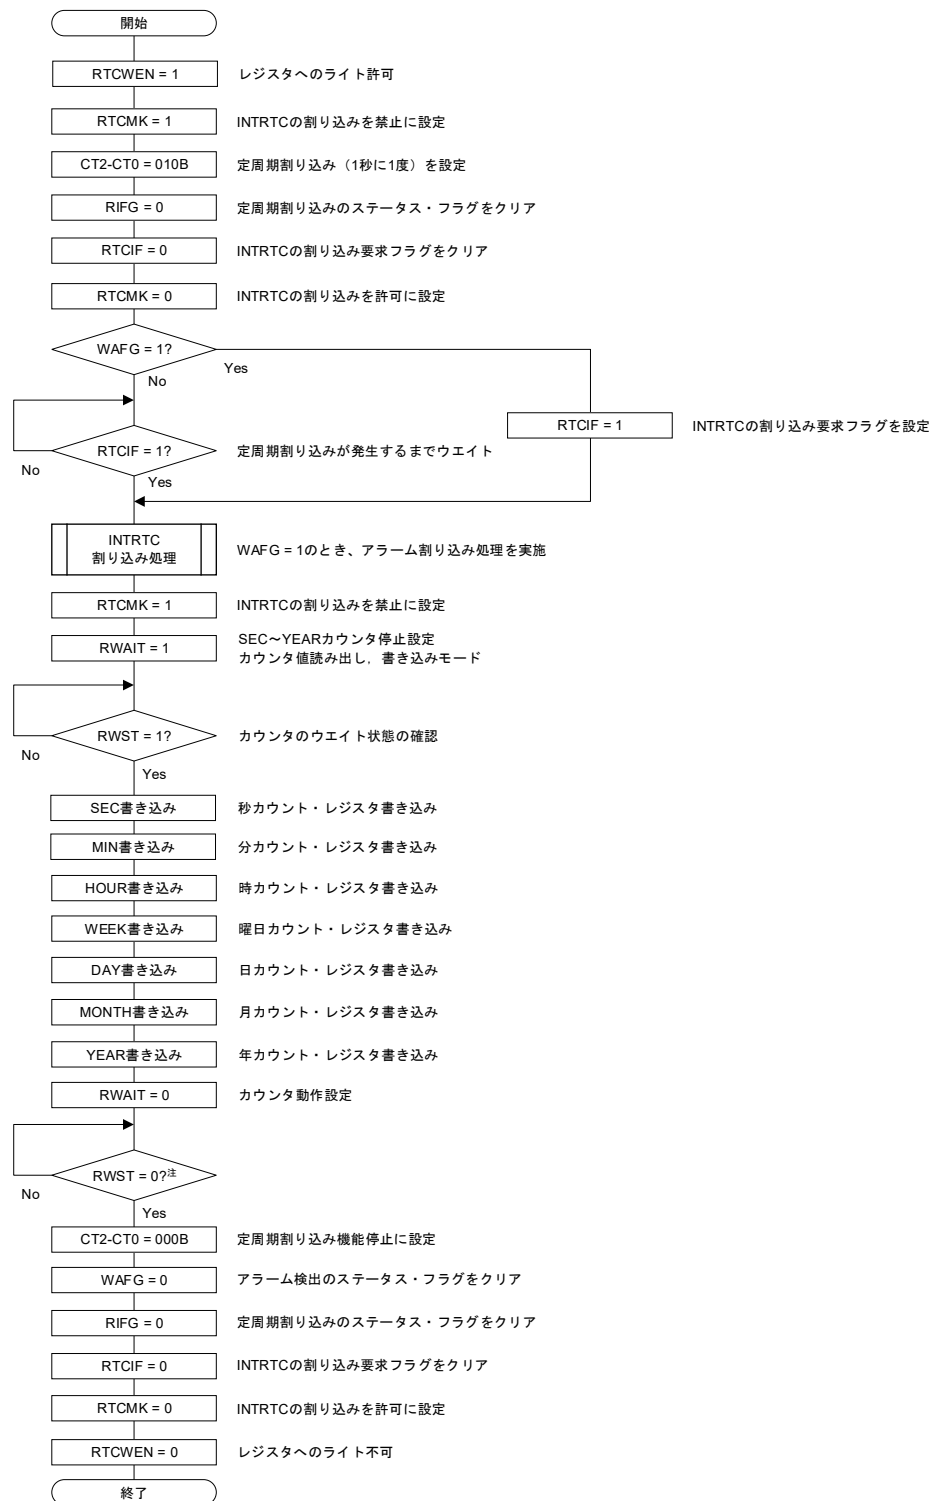 開始
RTCWEN = 1
レジスタへのライト許可
RTCMK = 1
INTRTCの割り込みを禁止に設定
CT2-CT0 = 010B
定周期割り込み（1秒に1度）を設定
RIFG = 0
定周期割り込みのステータス・フラグをクリア
RTCIF = 0
INTRTCの割り込み要求フラグをクリア
RTCMK = 0
INTRTCの割り込みを許可に設定
WAFG = 1?
Yes
No
RTCIF = 1
INTRTCの割り込み要求フラグを設定
RTCIF = 1?
定周期割り込みが発生するまでウエイト
No
Yes
INTRTC
割り込み処理
WAFG = 1のとき、アラーム割り込み処理を実施
RTCMK = 1
INTRTCの割り込みを禁止に設定
RWAIT = 1
SEC～YEARカウンタ停止設定
カウンタ値読み出し，書き込みモード
RWST = 1?
カウンタのウエイト状態の確認
No
Yes
SEC書き込み
秒カウント・レジスタ書き込み
MIN書き込み
分カウント・レジスタ書き込み
HOUR書き込み
時カウント・レジスタ書き込み
WEEK書き込み
曜日カウント・レジスタ書き込み
DAY書き込み
日カウント・レジスタ書き込み
MONTH書き込み
月カウント・レジスタ書き込み
YEAR書き込み
年カウント・レジスタ書き込み
RWAIT = 0
カウンタ動作設定
RWST = 0?注
No
Yes
CT2-CT0 = 000B
定周期割り込み機能停止に設定
WAFG = 0
アラーム検出のステータス・フラグをクリア
RIFG = 0
定周期割り込みのステータス・フラグをクリア
RTCIF = 0
INTRTCの割り込み要求フラグをクリア
RTCMK = 0
INTRTCの割り込みを許可に設定
RTCWEN = 0
レジスタへのライト不可
終了